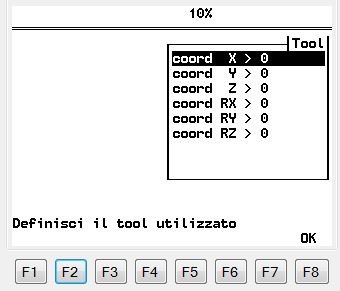 10%
Tool
coord X > 0
coord Y > 0
coord Z > 0
coord RX > 0
coord RY > 0
coord RZ > 0
Definisci il tool utilizzato
OK
F1 F2 F3 F4 F5 F6 F7 F8